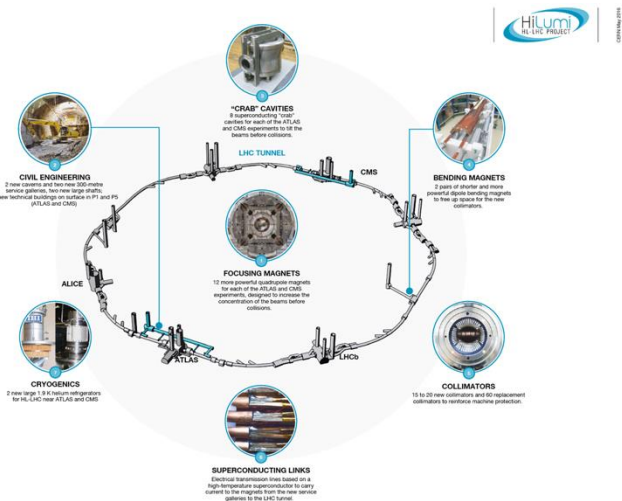 HiLumi
HL-LHC PROJECT
CERN May 2016
"CRAB" CAVITIES
8 superconducting "crab"
cavities for each of the ATLAS
and CMS experiments to tilt the
beams before collisions.
LHC TUNNEL
CMS
2
CIVIL ENGINEERING
2 new caverns and two new 300-metre
service galleries, two new large shafts,
new technical buildings on surface in P1 and P5
(ATLAS and CMS)
4
BENDING MAGNETS
2 pairs of shorter and more
powerful dipole bending magnets
to free up space for the new
collimators.
1
FOCUSING MAGNETS
12 more powerful quadrupole magnets
for each of the ATLAS and CMS
experiments, designed to increase the
concentration of the beams before
collisions.
ALICE
ATLAS
LHCb
7
CRYOGENICS
2 new large 1.9 K helium refrigerators
for HL-LHC near ATLAS and CMS
5
COLLIMATORS
15 to 20 new collimators and 60 replacement
collimators to reinforce machine protection.
6
SUPERCONDUCTING LINKS
Electrical transmission lines based on a
high-temperature superconductor to carry
current to the magnets from the new service
galleries to the LHC tunnel.